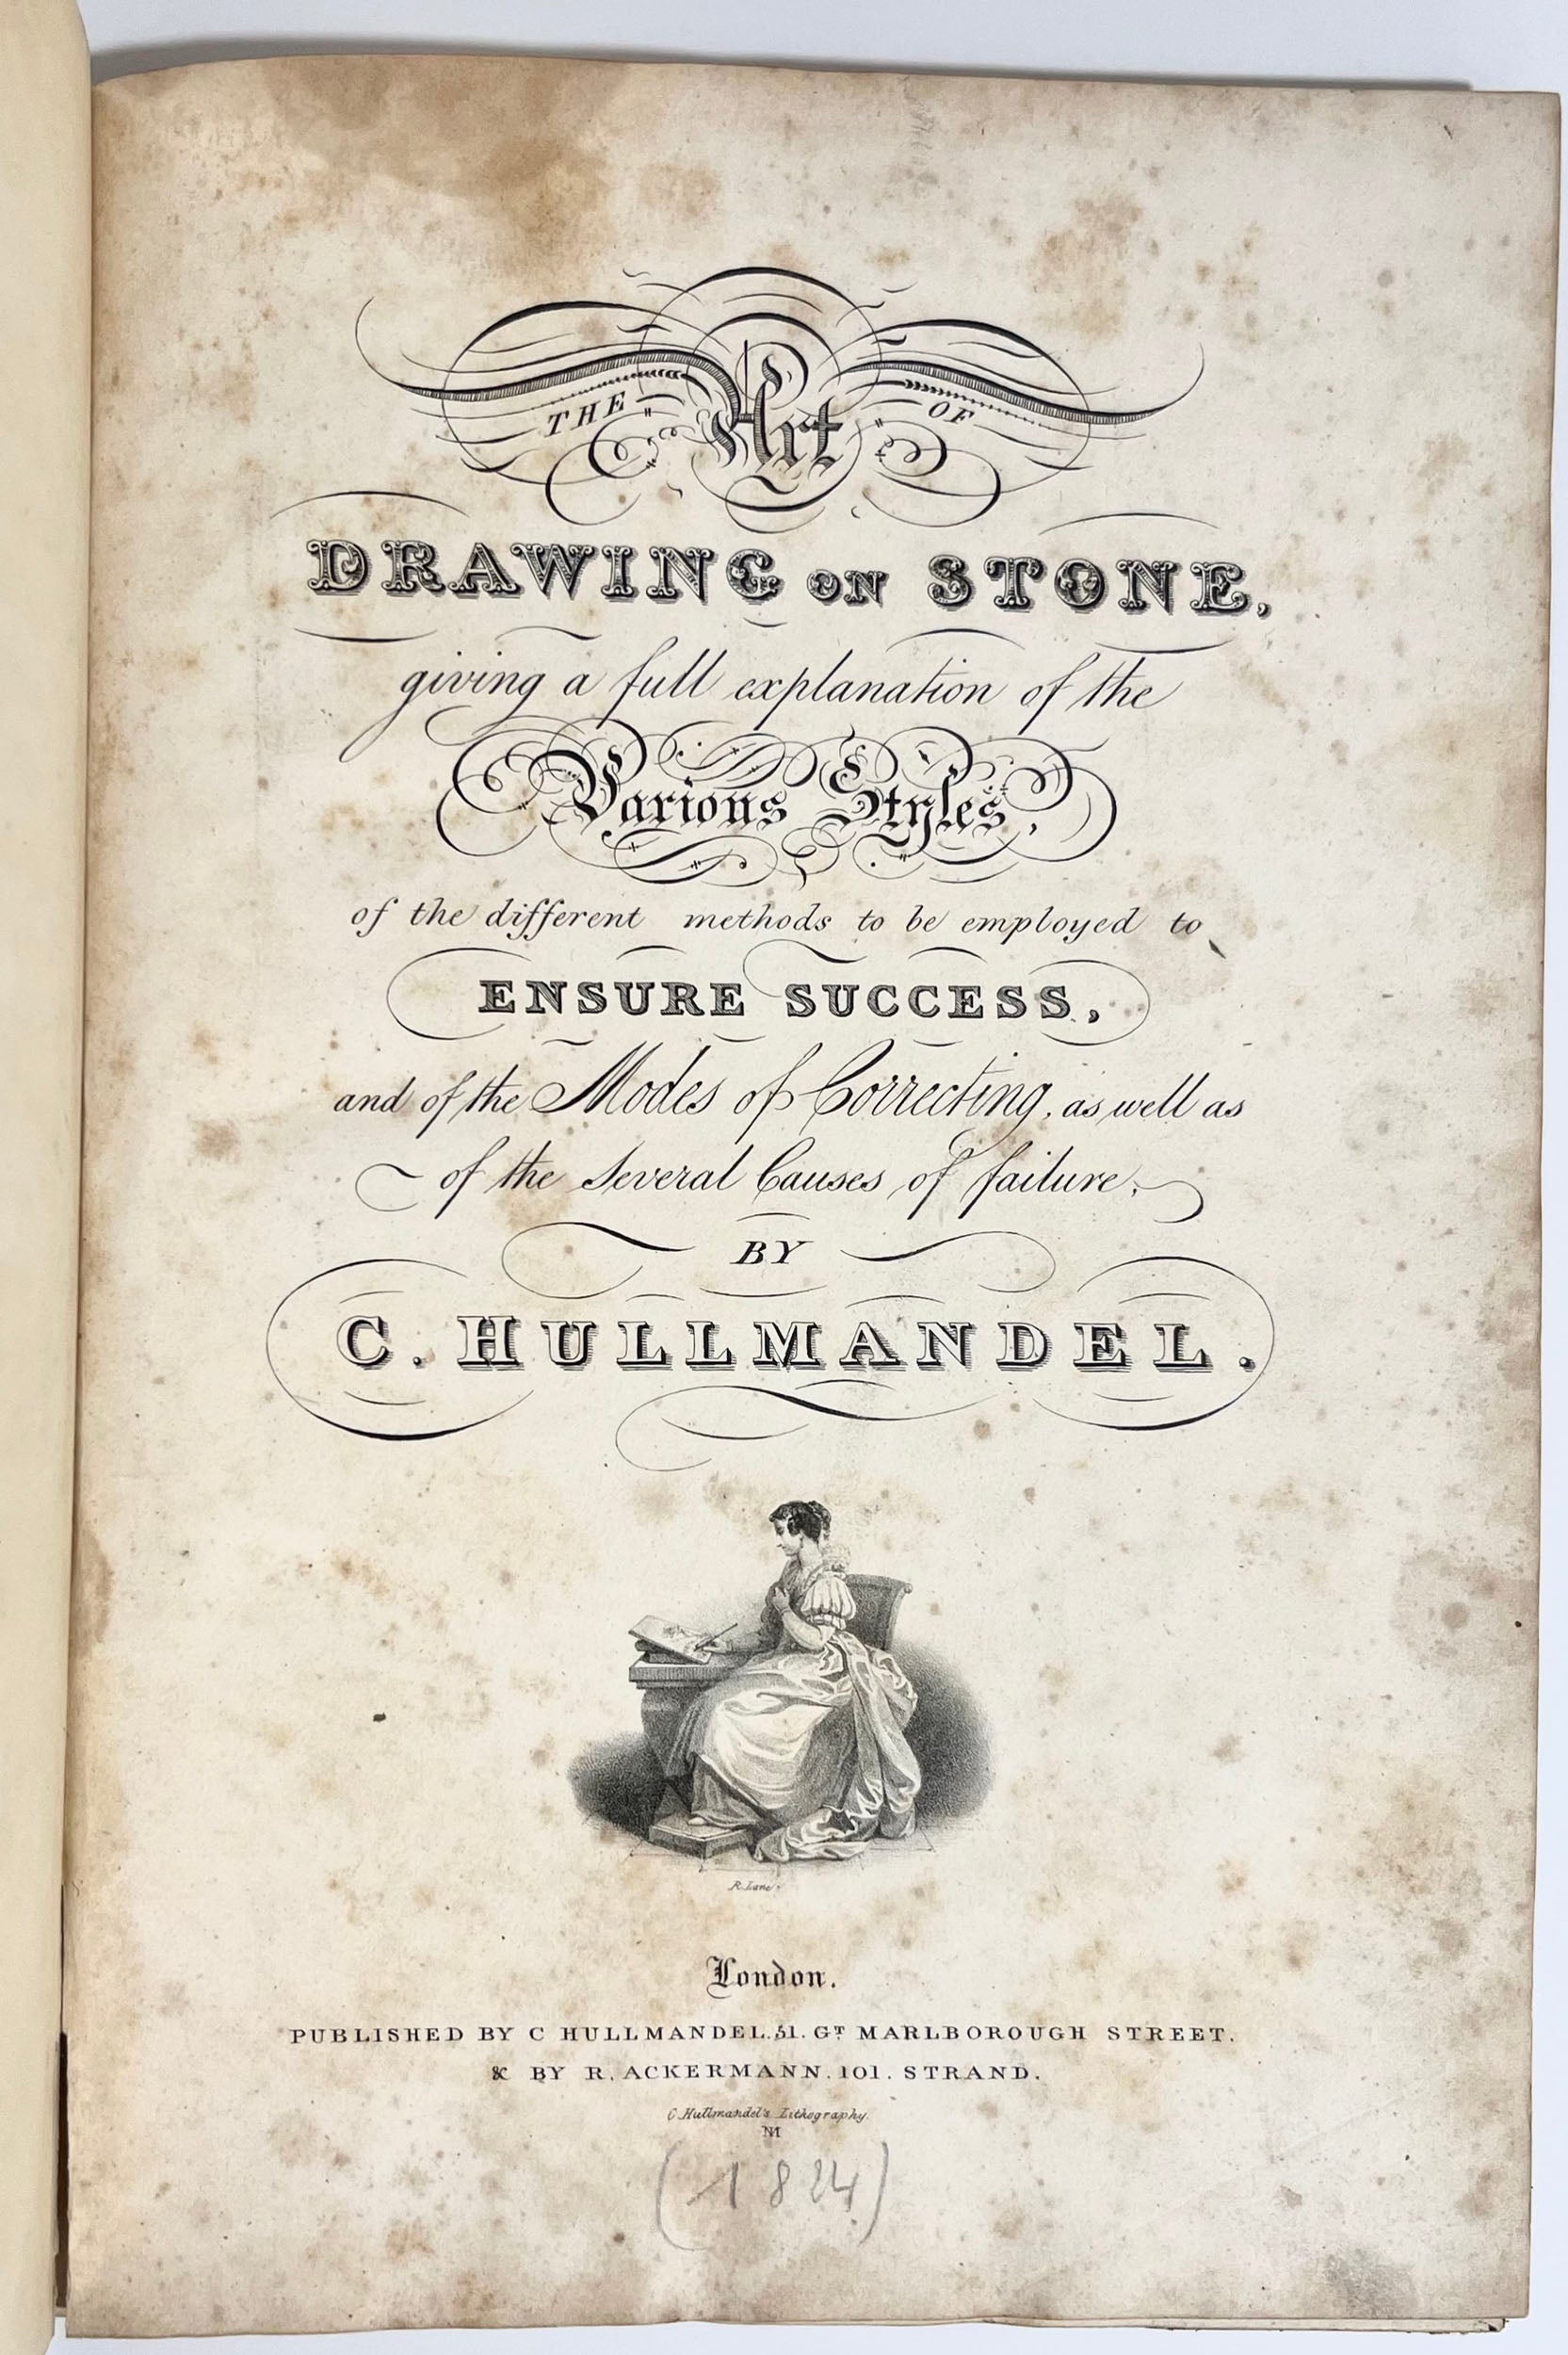 THE Art OF
DRAWING ON STONE,
giving a full explanation of the
Various Styles,
of the different methods to be employed to
ENSURE SUCCESS,
and of the Modes of Correcting, as well as
of the Several Causes of failure,
BY
C. HULLMANDEL.
R. Lane.
London.
PUBLISHED BY C HULLMANDEL. 51. GT MARLBOROUGH STREET.
& BY R. ACKERMANN. 101. STRAND.
C Hullmandel's Lithography.
(1824)